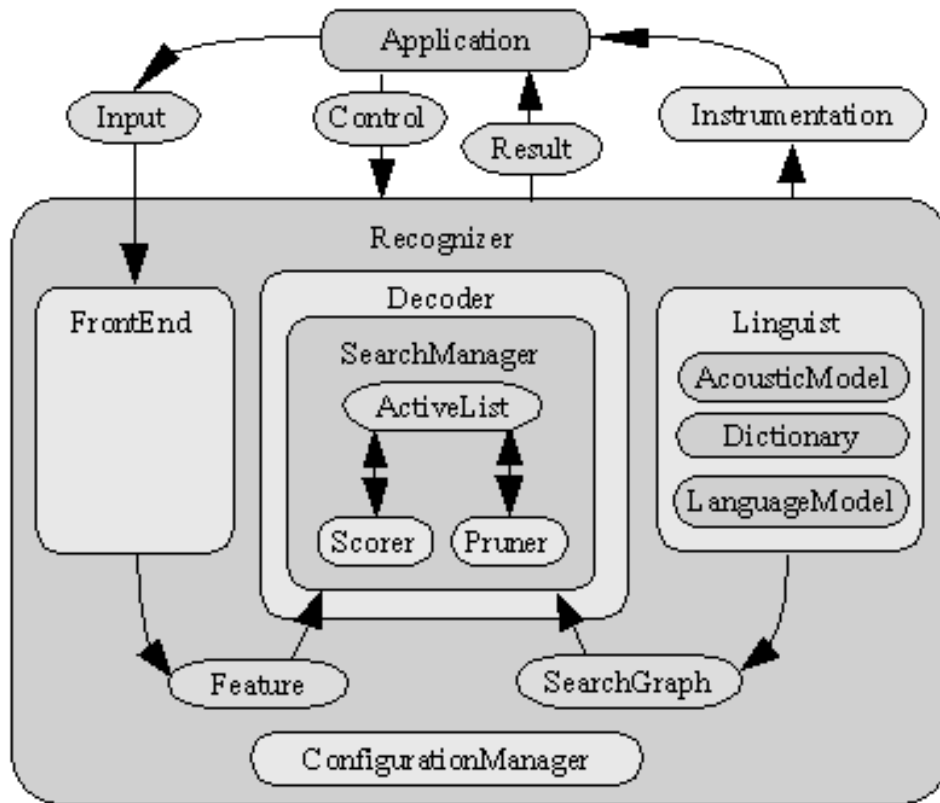 Application
Input
Control
Result
Instrumentation
Recognizer
FrontEnd
Decoder
SearchManager
ActiveList
Scorer
Pruner
Linguist
AcousticModel
Dictionary
LanguageModel
Feature
SearchGraph
ConfigurationManager